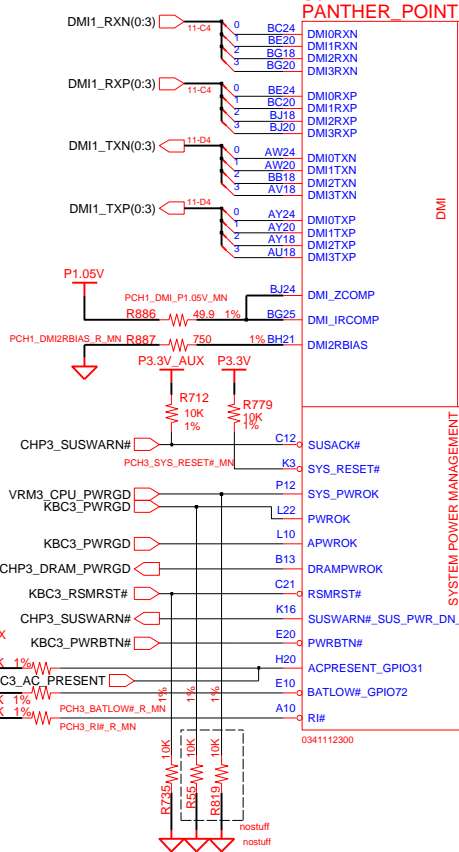 PANTHER_POINT
DMI1_RXN(0:3)
11-C4
0 BC24 DMI0RXN
1 BE20 DMI1RXN
2 BG18 DMI2RXN
3 BG20 DMI3RXN
DMI1_RXP(0:3)
11-C4
0 BE24 DMI0RXP
1 BC20 DMI1RXP
2 BJ18 DMI2RXP
3 BJ20 DMI3RXP
DMI1_TXN(0:3)
11-D4
0 AW24 DMI0TXN
1 AW20 DMI1TXN
2 BB18 DMI2TXN
3 AV18 DMI3TXN
DMI1_TXP(0:3)
11-D4
0 AY24 DMI0TXP
1 AY20 DMI1TXP
2 AY18 DMI2TXP
3 AU18 DMI3TXP
DMI
P1.05V
BJ24 DMI_ZCOMP
PCH1_DMI_P1.05V_MN
R886 49.9 1% BG25 DMI_IRCOMP
PCH1_DMI2RBIAS_R_MN R887 750 1% BH21 DMI2RBIAS
P3.3V_AUX P3.3V
R712 10K 1%
R779 10K 1%
SYSTEM POWER MANAGEMENT
CHP3_SUSWARN# C12 SUSACK#
PCH3_SYS_RESET#_MN K3 SYS_RESET#
VRM3_CPU_PWRGD P12 SYS_PWROK
KBC3_PWRGD L22 PWROK
KBC3_PWRGD L10 APWROK
CHP3_DRAM_PWRGD B13 DRAMPWROK
KBC3_RSMRST# C21 RSMRST#
CHP3_SUSWARN# K16 SUSWARN#_SUS_PWR_DN_
X
KBC3_PWRBTN# E20 PWRBTN#
K 1% H20 ACPRESENT_GPIO31
C3_AC_PRESENT
K 1% E10 BATLOW#_GPIO72
PCH3_BATLOW#_R_MN
K 1% A10 RI#
PCH3_RI#_R_MN
0341112300
1% 1% 1%
10K 10K 10K
R735 R55 R819
nostuff
nostuff